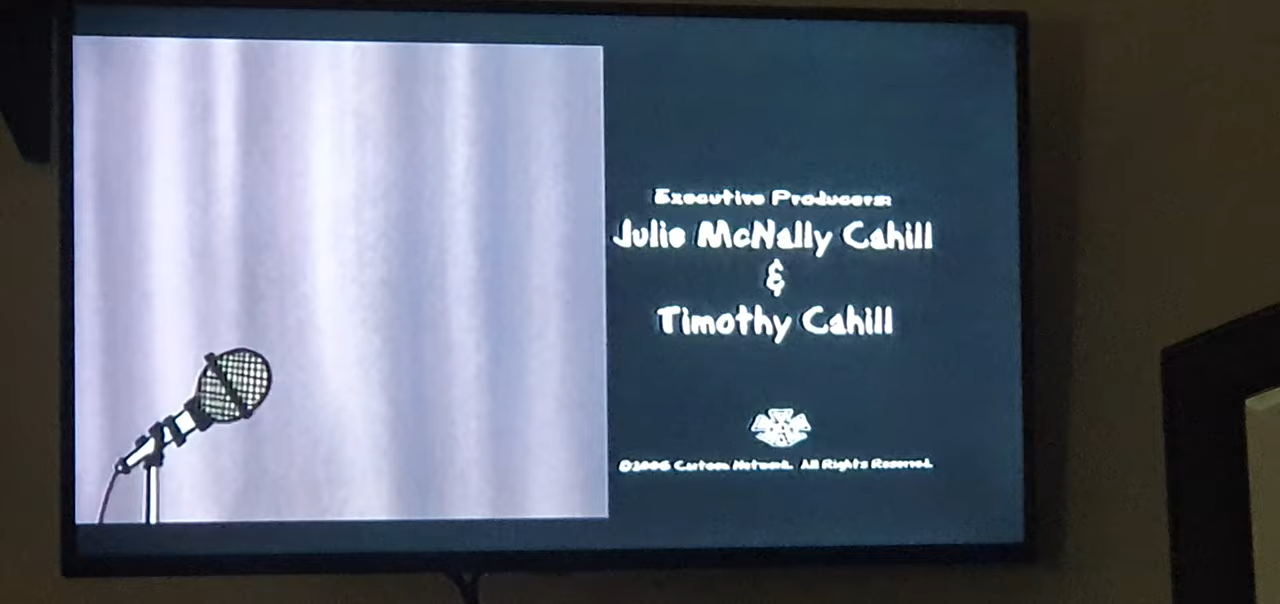 Executive Producers:
Julie McNally Cahill
&
Timothy Cahill
©2006 Cartoon Network. All Rights Reserved.